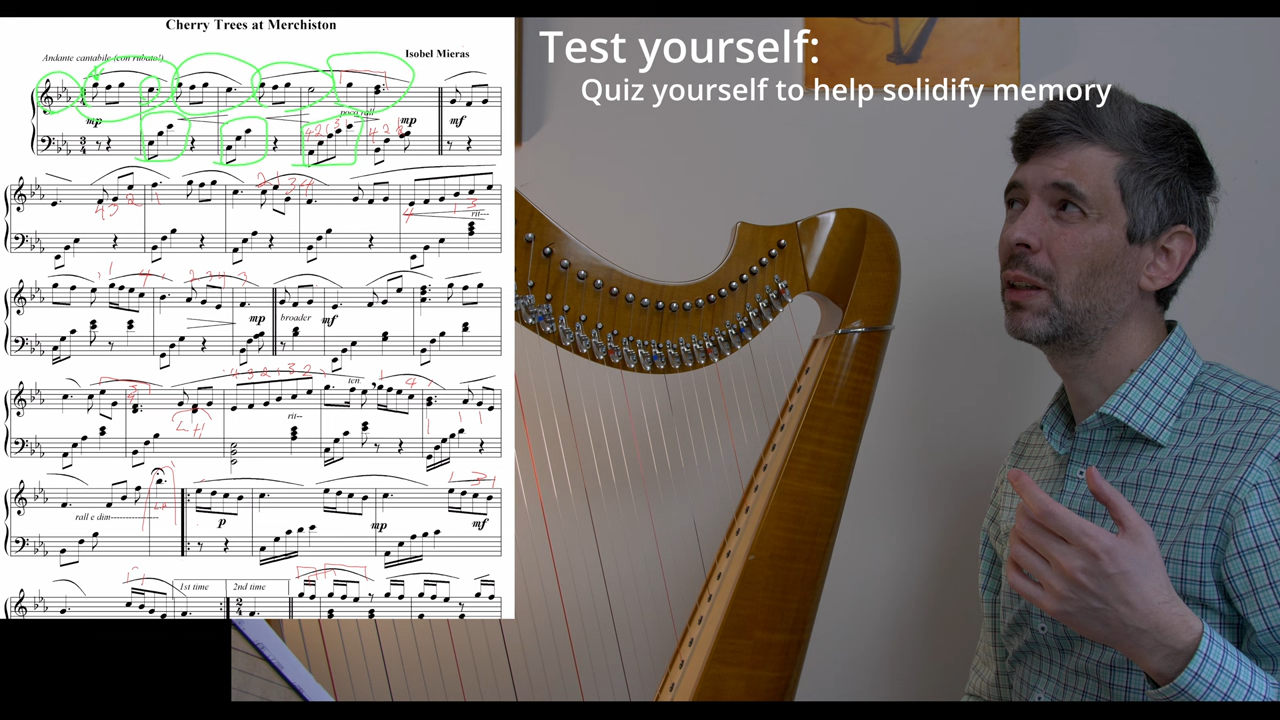 Cherry Trees at Merchiston
Test yourself:
Quiz yourself to help solidify memory
Andante cantabile (con rubato!)
Isobel Mieras
poco rall
mp
mp
mf
rit---
mp
broader
mf
ten.
rit--
rall e dim
p
mp
mf
1st time
2nd time